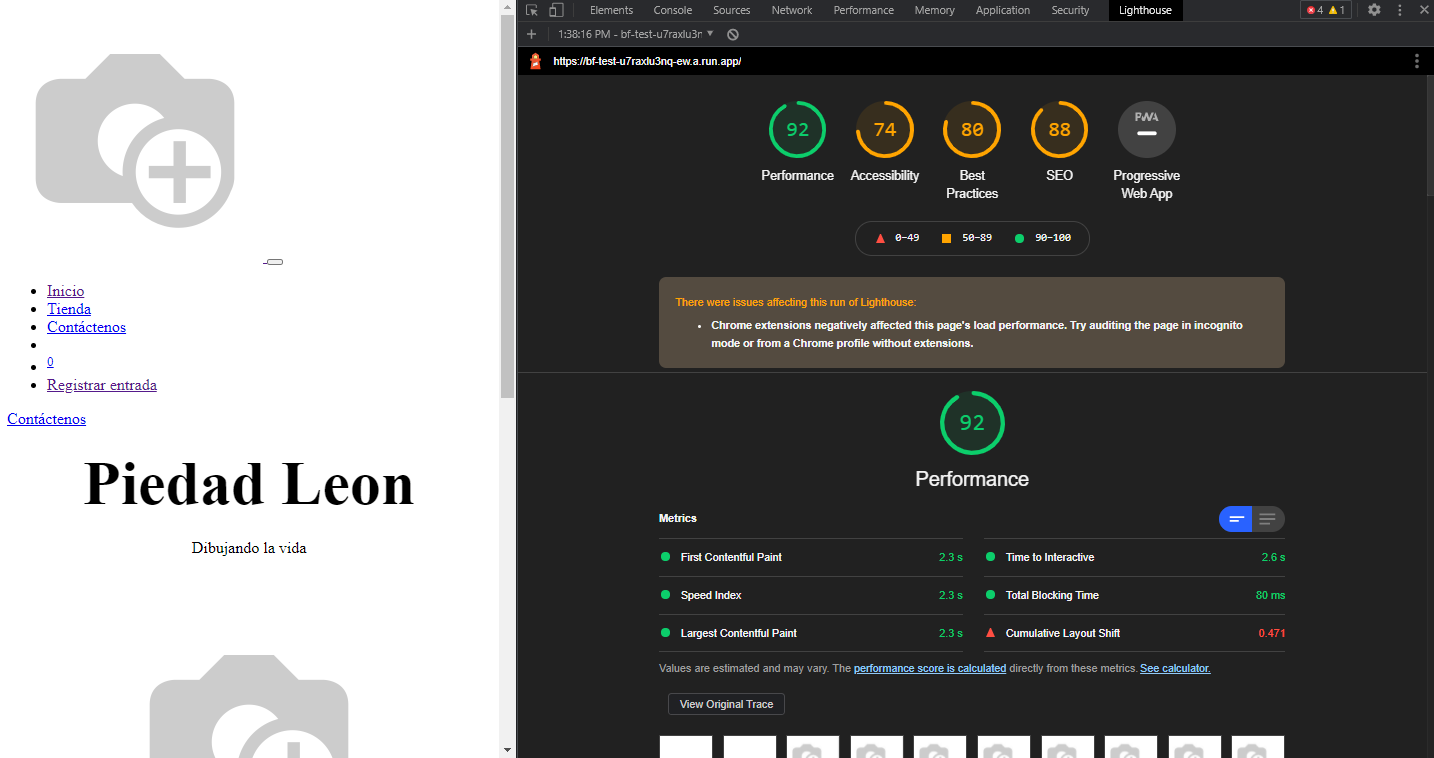 Inicio
Tienda
Contáctenos
0
Registrar entrada
Contáctenos
Piedad Leon
Dibujando la vida
Elements Console Sources Network Performance Memory Application Security Lighthouse 4 1
1:38:16 PM - bf-test-u7raxlu3n
https://bf-test-u7raxlu3nq-ew.a.run.app/
92 74 80 88 PWA
Performance Accessibility Best Practices SEO Progressive Web App
0–49 50–89 90–100
There were issues affecting this run of Lighthouse:
Chrome extensions negatively affected this page's load performance. Try auditing the page in incognito
mode or from a Chrome profile without extensions.
92
Performance
Metrics
First Contentful Paint 2.3 s Time to Interactive 2.6 s
Speed Index 2.3 s Total Blocking Time 80 ms
Largest Contentful Paint 2.3 s Cumulative Layout Shift 0.471
Values are estimated and may vary. The performance score is calculated directly from these metrics. See calculator.
View Original Trace